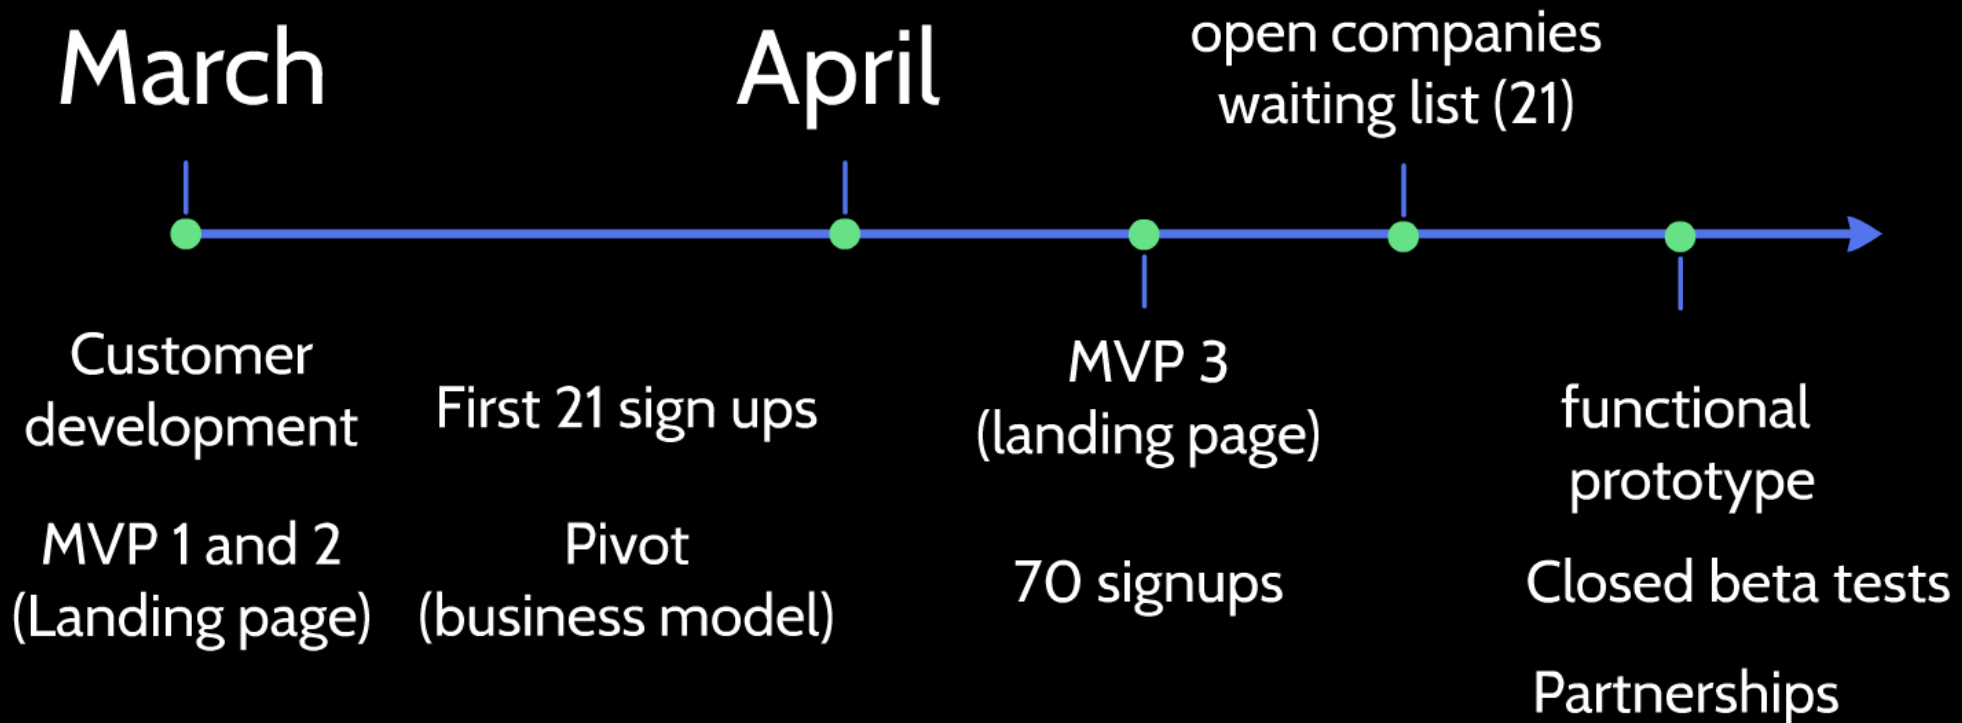 March
April
open companies
waiting list (21)
Customer
development
MVP 1 and 2
(Landing page)
First 21 sign ups
Pivot
(business model)
MVP 3
(landing page)
70 signups
functional
prototype
Closed beta tests
Partnerships